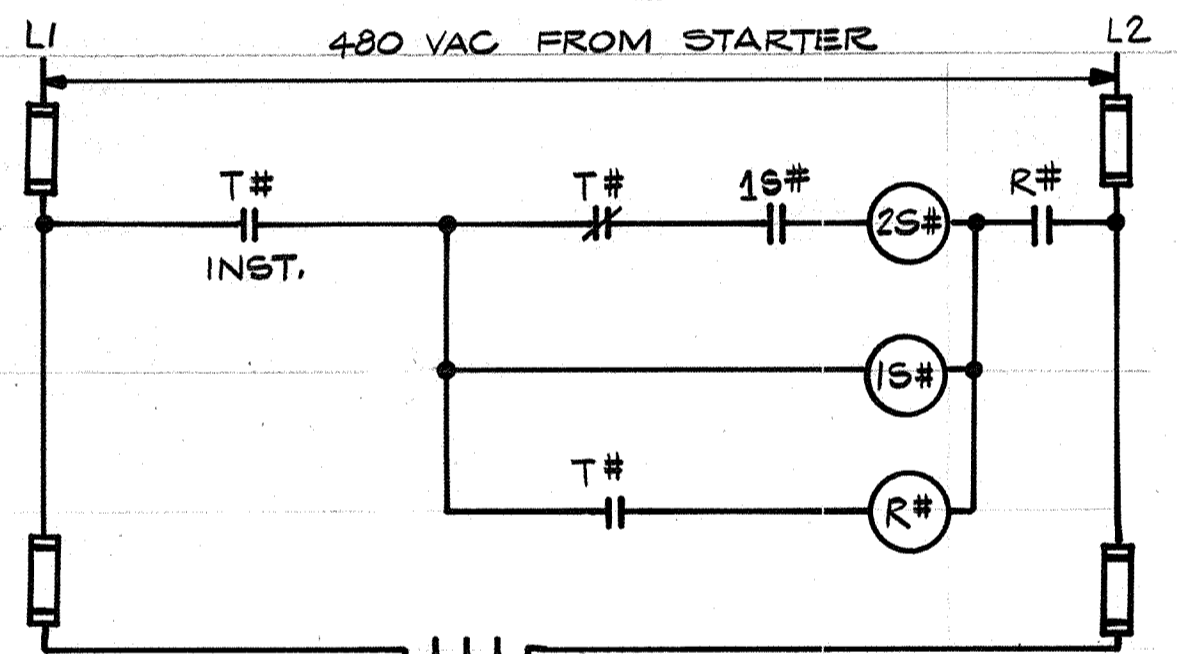 L1
480 VAC FROM STARTER
L2
T#
T#
1S#
R#
2S#
INST.
1S#
T#
R#